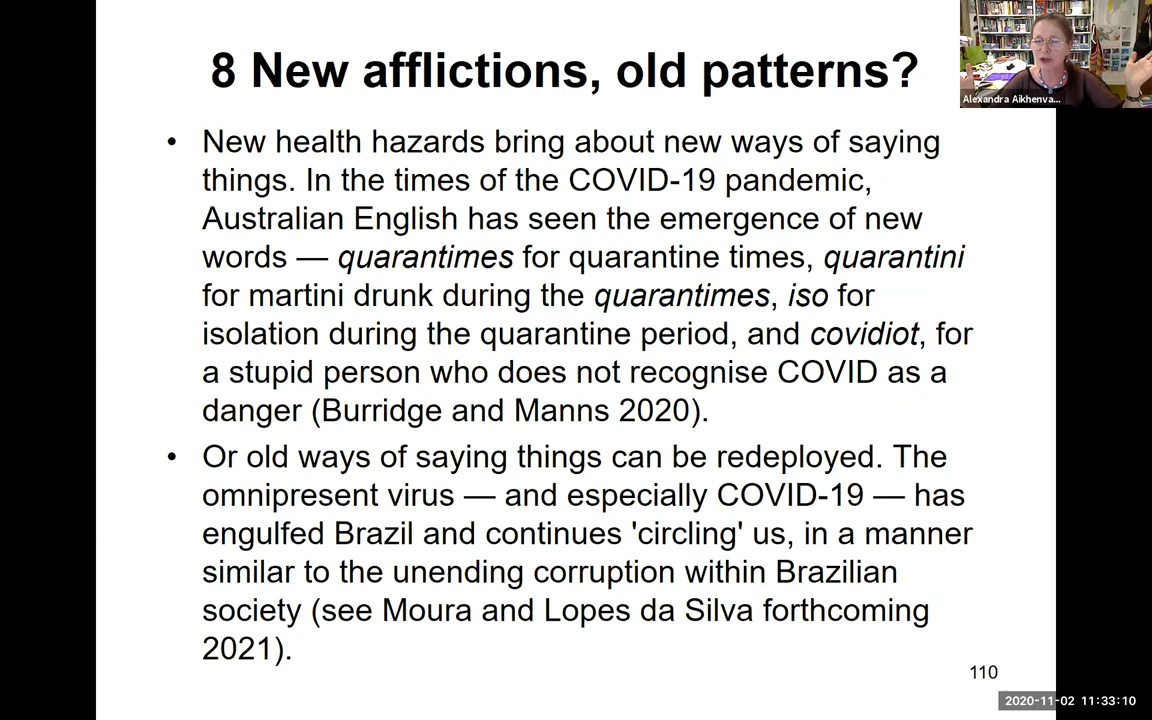 8 New afflictions, old patterns?
Alexandra Aikhenva...
• New health hazards bring about new ways of saying
things. In the times of the COVID-19 pandemic,
Australian English has seen the emergence of new
words — quarantimes for quarantine times, quarantini
for martini drunk during the quarantimes, iso for
isolation during the quarantine period, and covidiot, for
a stupid person who does not recognise COVID as a
danger (Burridge and Manns 2020).
• Or old ways of saying things can be redeployed. The
omnipresent virus — and especially COVID-19 — has
engulfed Brazil and continues 'circling' us, in a manner
similar to the unending corruption within Brazilian
society (see Moura and Lopes da Silva forthcoming
2021).
110
2020-11-02 11:33:10